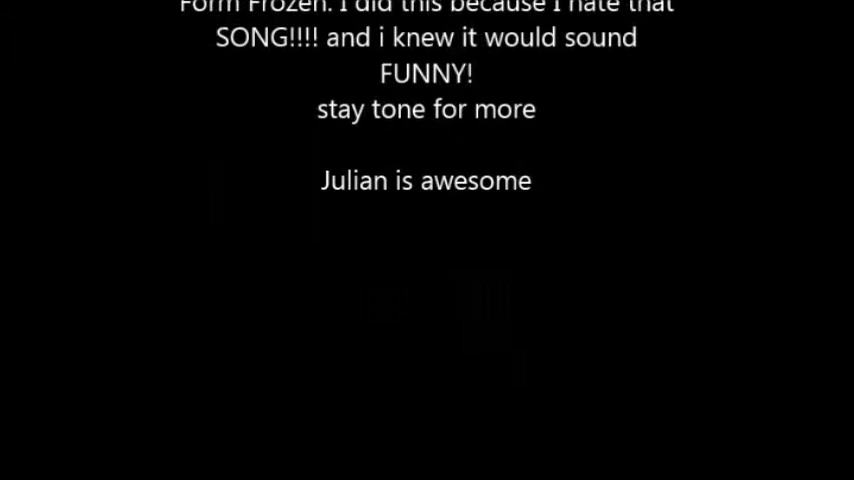 Form Frozen. I did this because I hate that
SONG!!!! and i knew it would sound
FUNNY!
stay tone for more
Julian is awesome